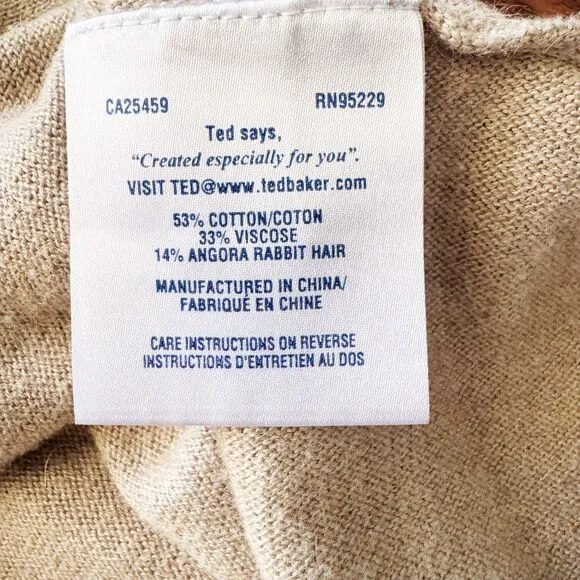 CA25459 RN95229
Ted says,
"Created especially for you".
VISIT TED@www.tedbaker.com
53% COTTON/COTON
33% VISCOSE
14% ANGORA RABBIT HAIR
MANUFACTURED IN CHINA/
FABRIQUÉ EN CHINE
CARE INSTRUCTIONS ON REVERSE
INSTRUCTIONS D'ENTRETIEN AU DOS